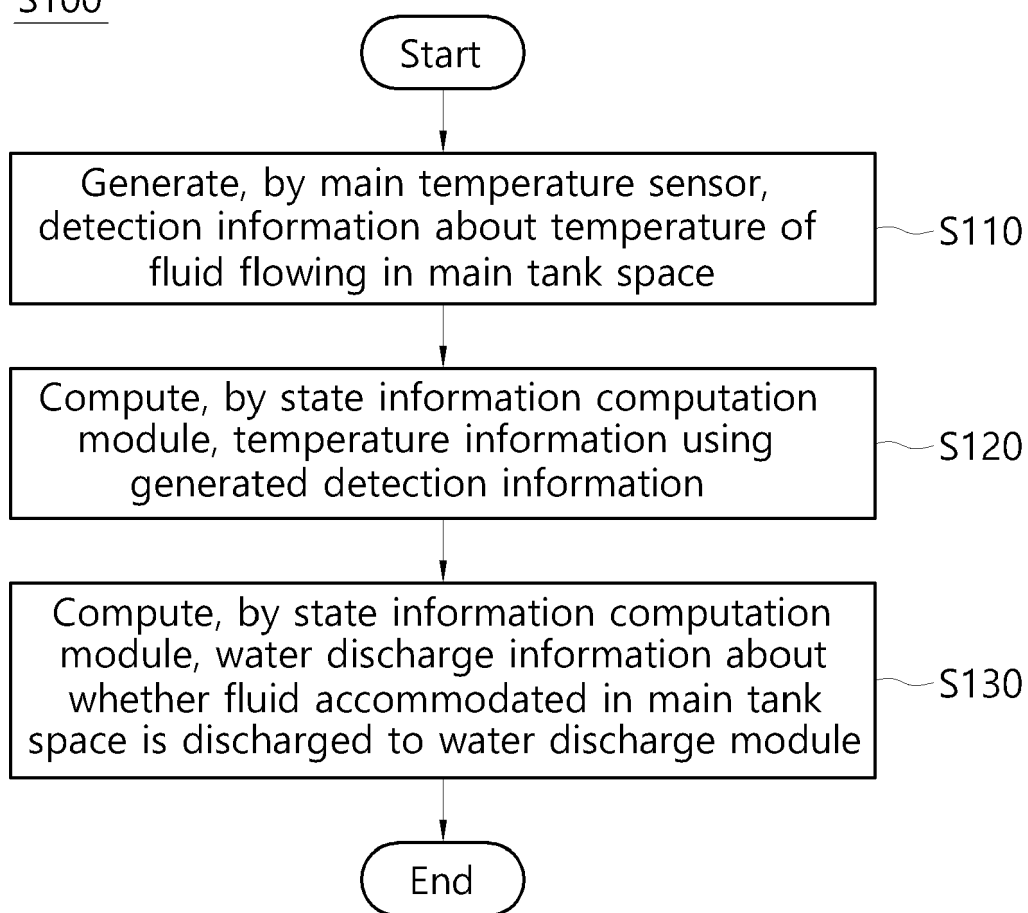 S100
Start
Generate, by main temperature sensor,
detection information about temperature of
fluid flowing in main tank space
S110
Compute, by state information computation
module, temperature information using
generated detection information
S120
Compute, by state information computation
module, water discharge information about
whether fluid accommodated in main tank
space is discharged to water discharge module
S130
End